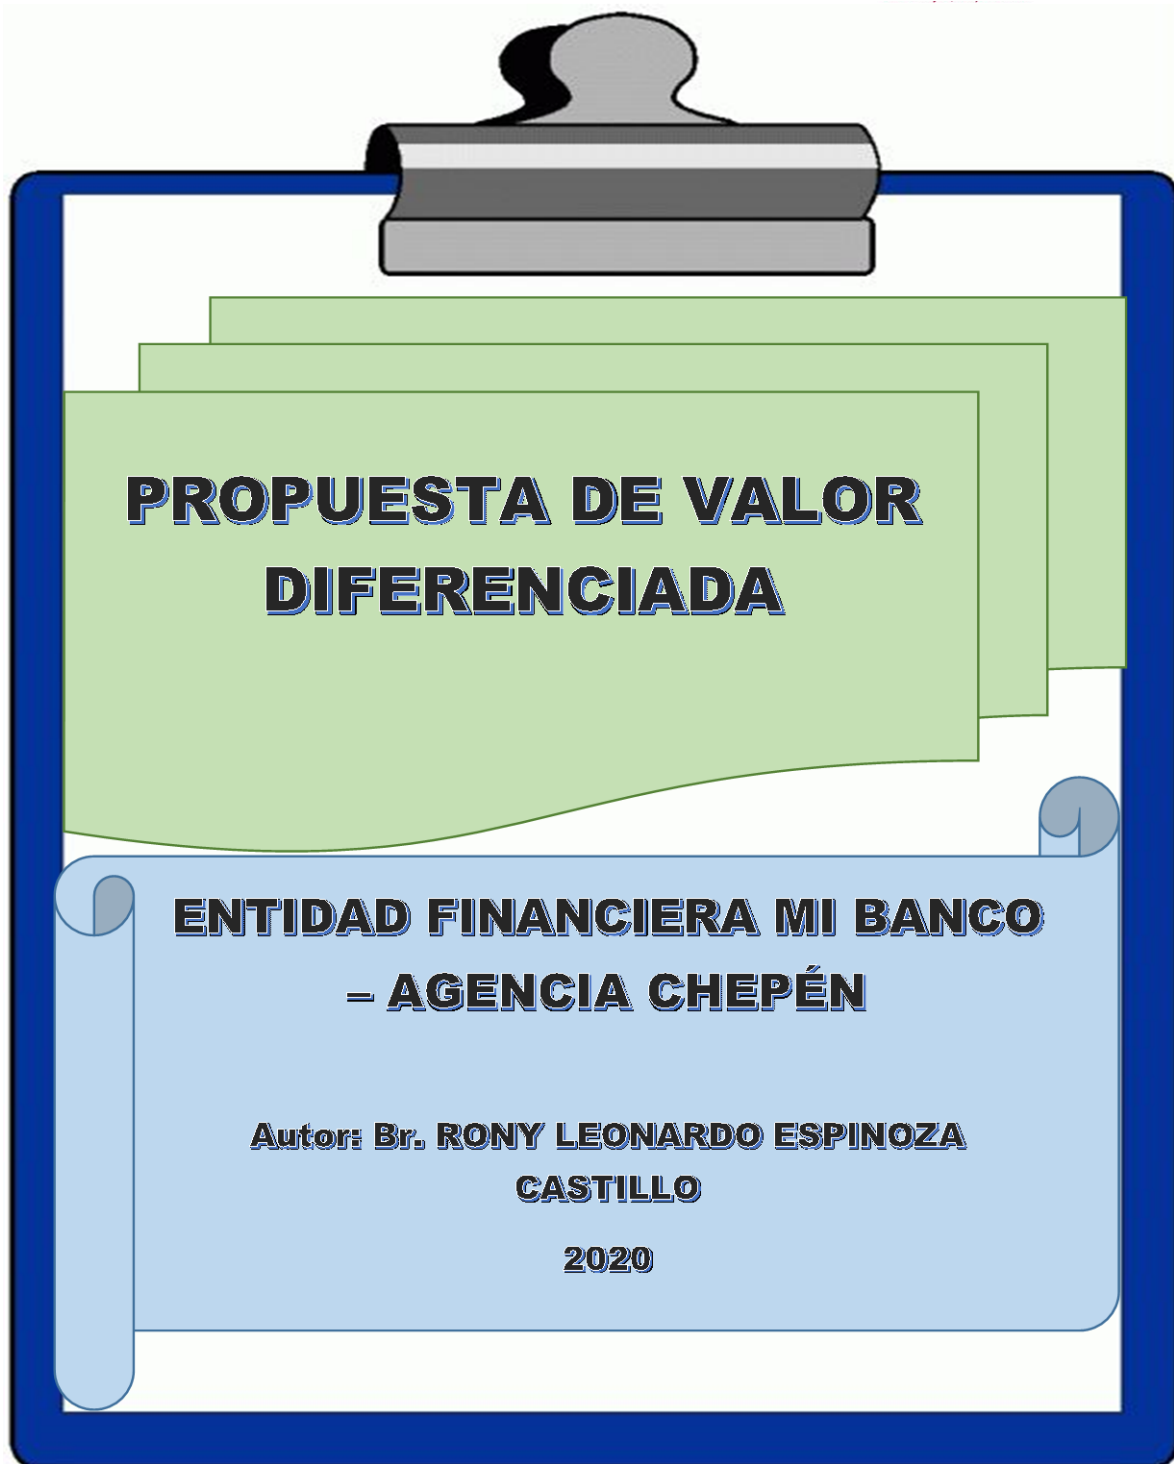 PROPUESTA DE VALOR
DIFERENCIADA
ENTIDAD FINANCIERA MI BANCO
– AGENCIA CHEPÉN
Autor: Br. RONY LEONARDO ESPINOZA
CASTILLO
2020